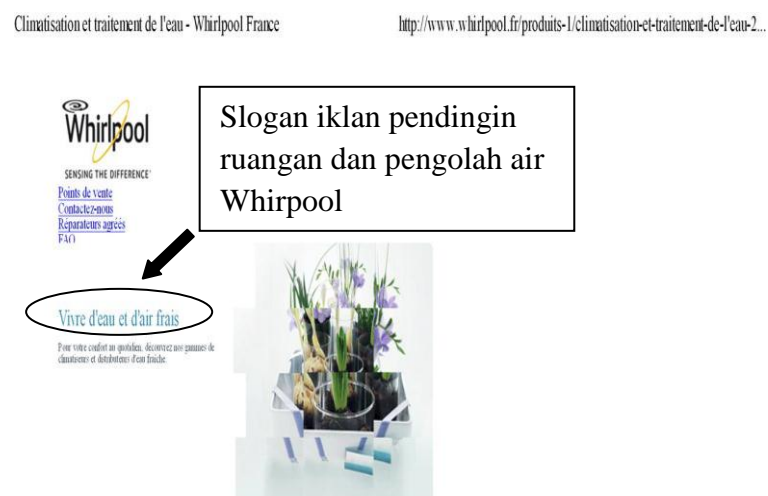 Climatisation et traitement de l'eau - Whirlpool France
http://www.whirlpool.fr/produits-1/climatisation-et-traitement-de-l'eau-2...
Whirlpool
SENSING THE DIFFERENCE
Slogan iklan pendingin
ruangan dan pengolah air
Whirpool
Points de vente
Contactez-nous
Réparateurs agréés
FAQ
Vivre d'eau et d'air frais
Pour votre confort au quotidien, découvrez nos gammes de
climatiseurs et distributeurs d'eau fraîche.